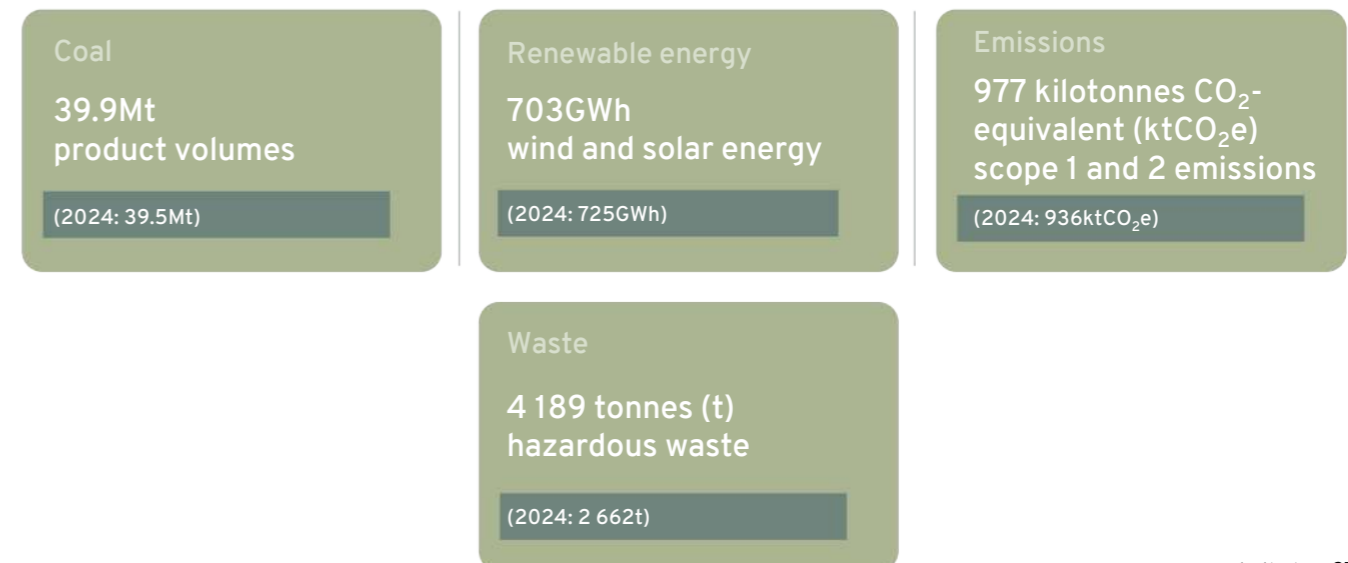 Coal
39.9Mt
product volumes
(2024: 39.5Mt)
Renewable energy
703GWh
wind and solar energy
(2024: 725GWh)
Emissions
977 kilotonnes CO₂-
equivalent (ktCO₂e)
scope 1 and 2 emissions
(2024: 936ktCO₂e)
Waste
4 189 tonnes (t)
hazardous waste
(2024: 2 662t)